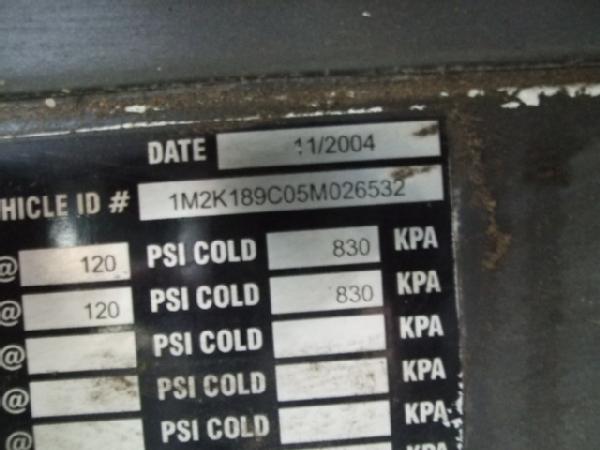 DATE 11/2004
HICLE ID # 1M2K189C05M026532
@ 120 PSI COLD 830 KPA
@ 120 PSI COLD 830 KPA
@ PSI COLD KPA
@ PSI COLD KPA
@ PSI COLD KPA
KPA